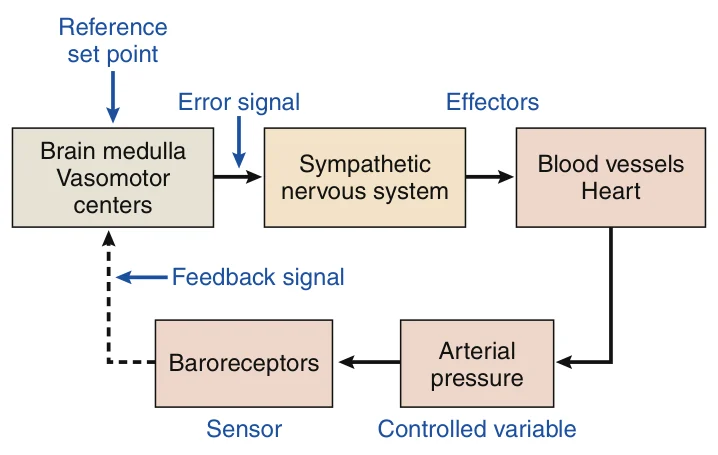 Reference
set point
Error signal
Effectors
Brain medulla
Vasomotor
centers
Sympathetic
nervous system
Blood vessels
Heart
Feedback signal
Baroreceptors
Arterial
pressure
Sensor
Controlled variable